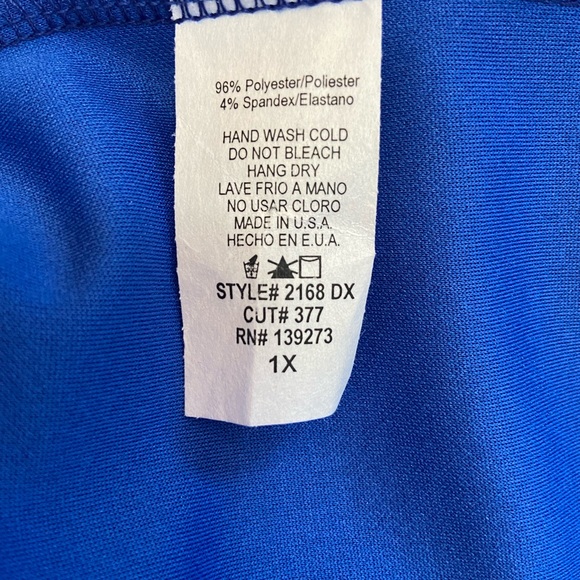 96% Polyester/Poliester
4% Spandex/Elastano
HAND WASH COLD
DO NOT BLEACH
HANG DRY
LAVE FRIO A MANO
NO USAR CLORO
MADE IN U.S.A.
HECHO EN E.U.A.
STYLE# 2168 DX
CUT# 377
RN# 139273
1X